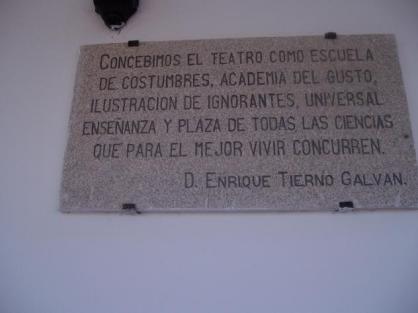 CONCEBIMOS EL TEATRO COMO ESCUELA
DE COSTUMBRES, ACADEMIA DEL GUSTO,
ILUSTRACION DE IGNORANTES, UNIVERSAL
ENSEÑANZA Y PLAZA DE TODAS LAS CIENCIAS
QUE PARA EL MEJOR VIVIR CONCURREN.
D. ENRIQUE TIERNO GALVAN.